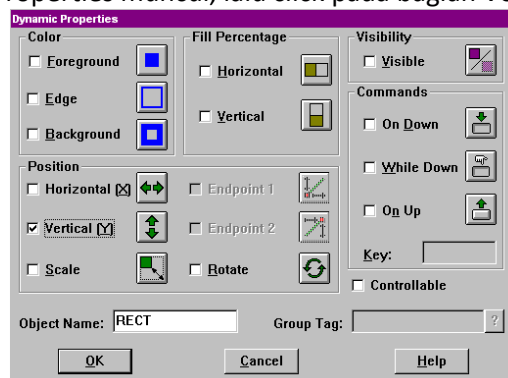 Dynamic Properties
Color
Foreground
Edge
Background
Fill Percentage
Horizontal
Vertical
Visibility
Visible
Commands
On Down
While Down
On Up
Key:
Position
Horizontal (X)
Vertical (Y)
Scale
Endpoint 1
Endpoint 2
Rotate
Controllable
Object Name: RECT
Group Tag: ?
OK
Cancel
Help